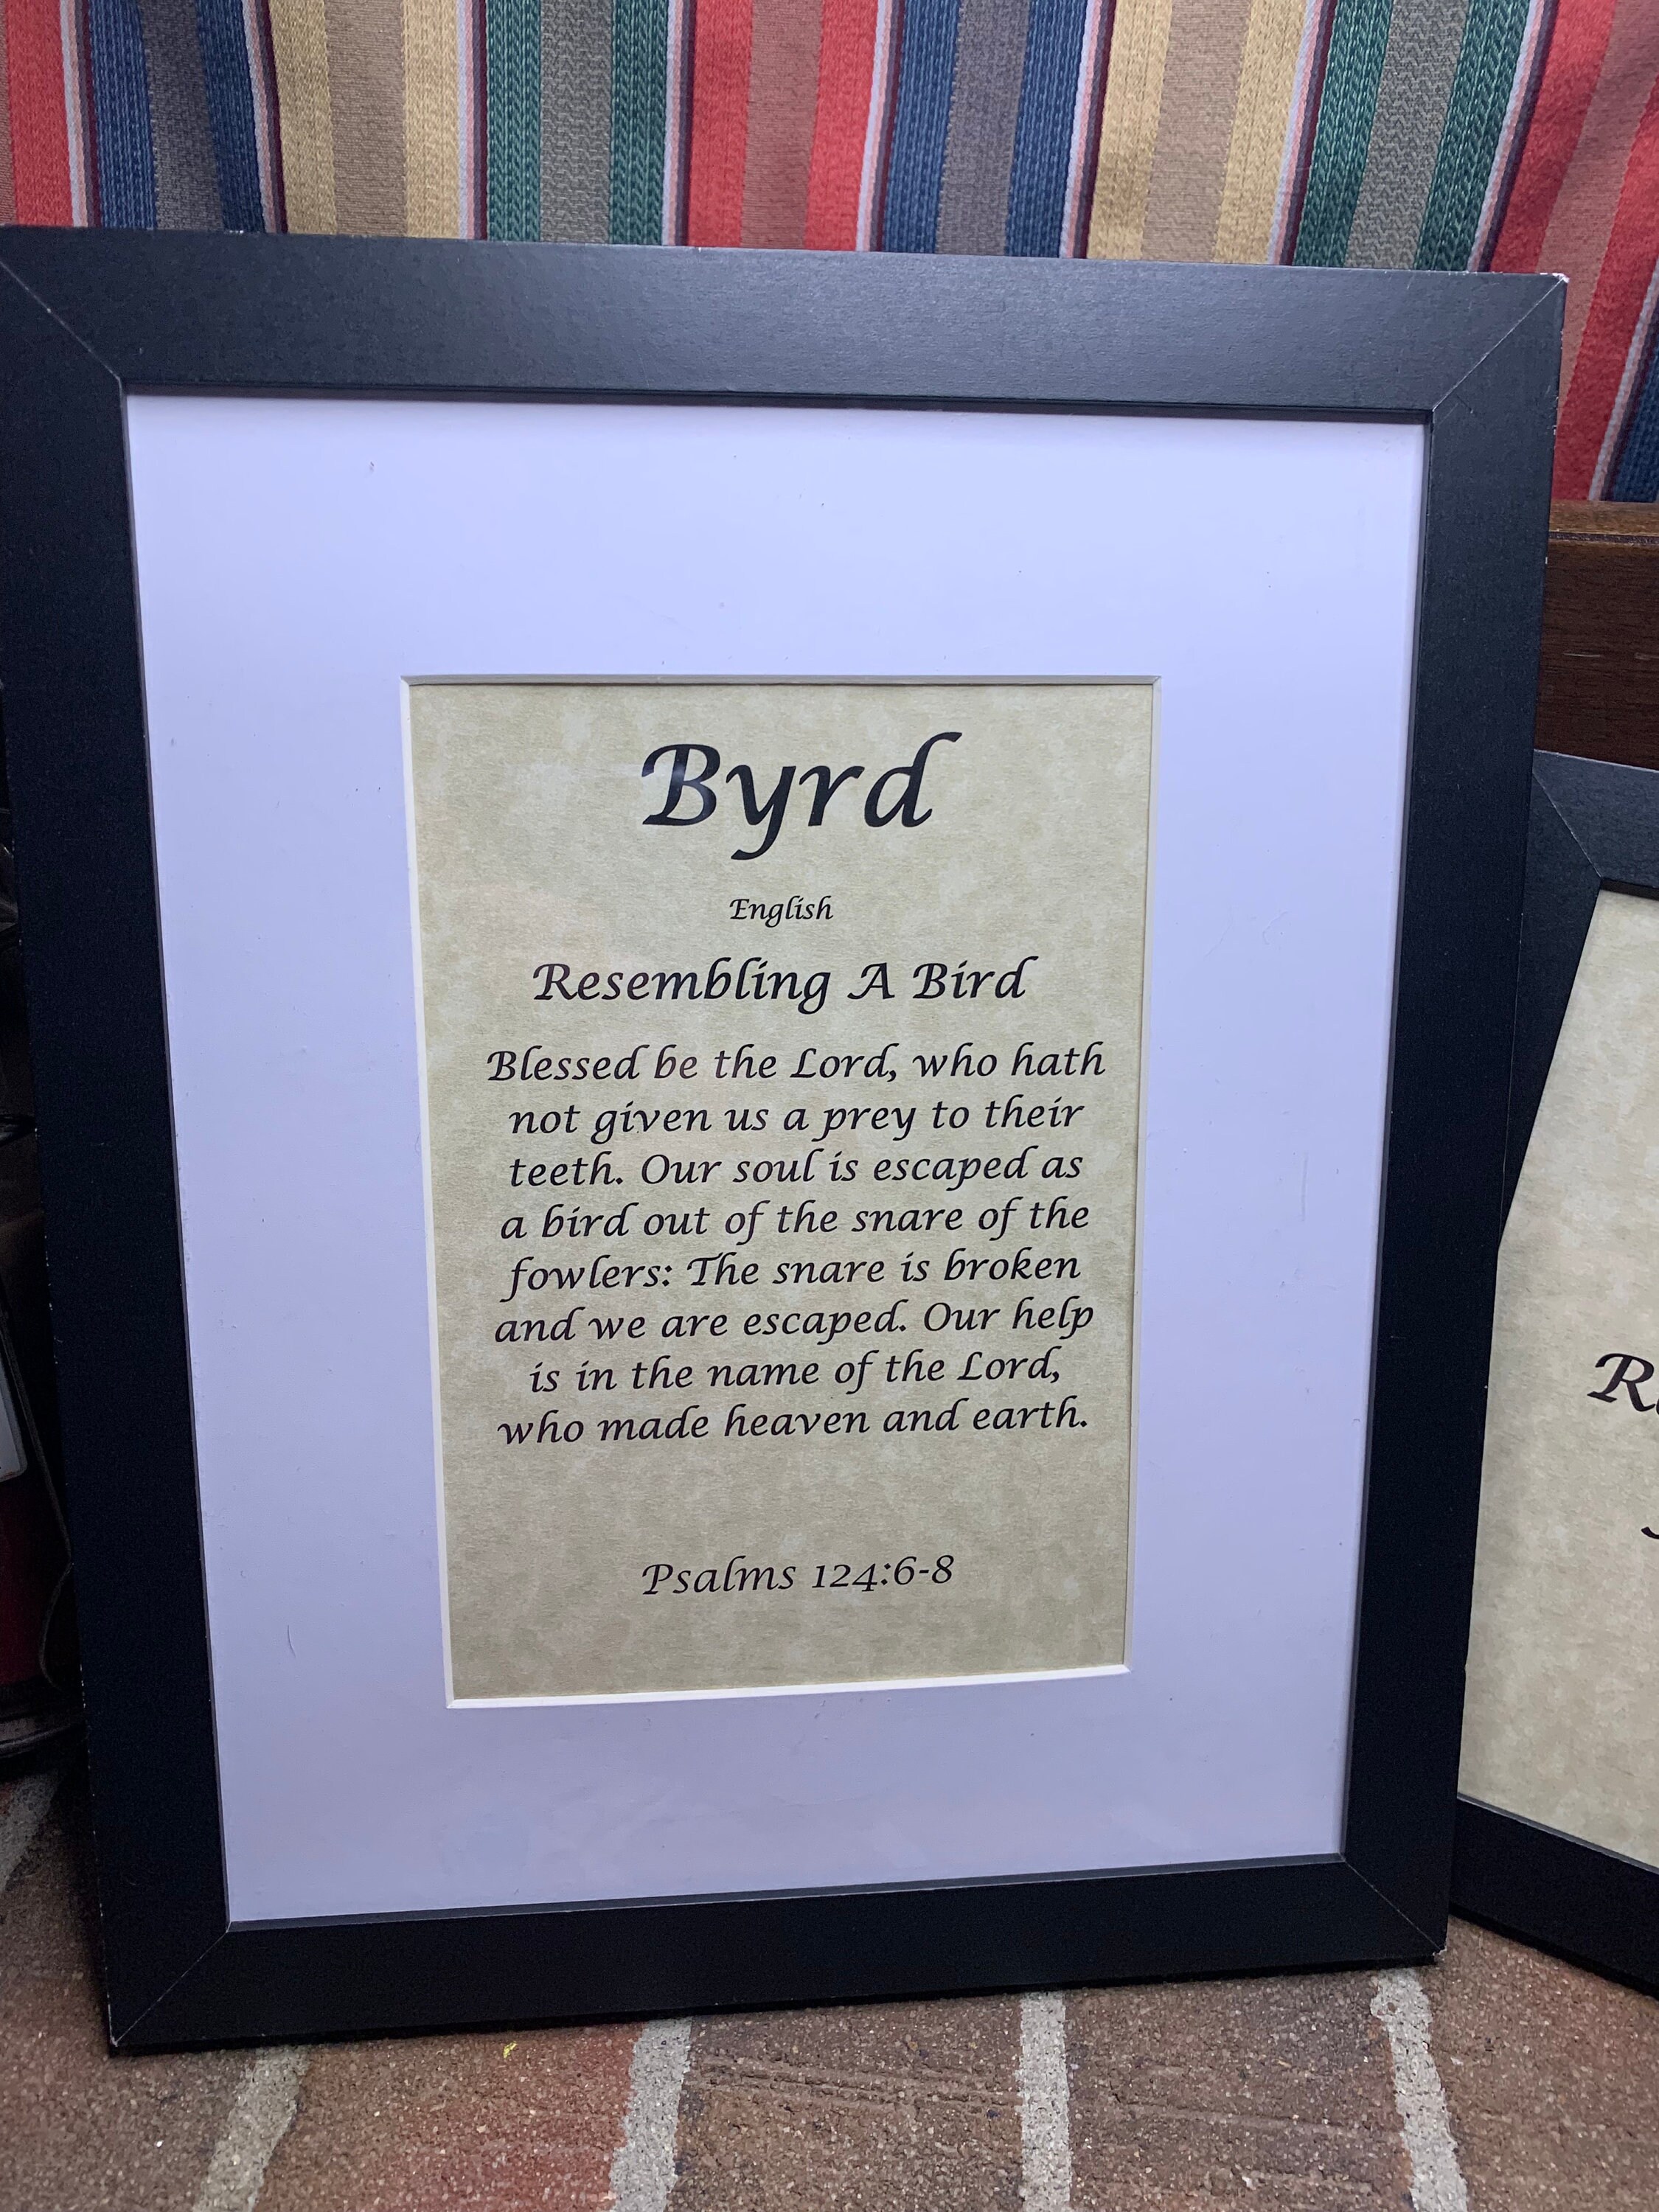 Byrd
English
Resembling A Bird
Blessed be the Lord, who hath
not given us a prey to their
teeth. Our soul is escaped as
a bird out of the snare of the
fowlers: The snare is broken
and we are escaped. Our help
is in the name of the Lord,
who made heaven and earth.
Psalms 124:6-8